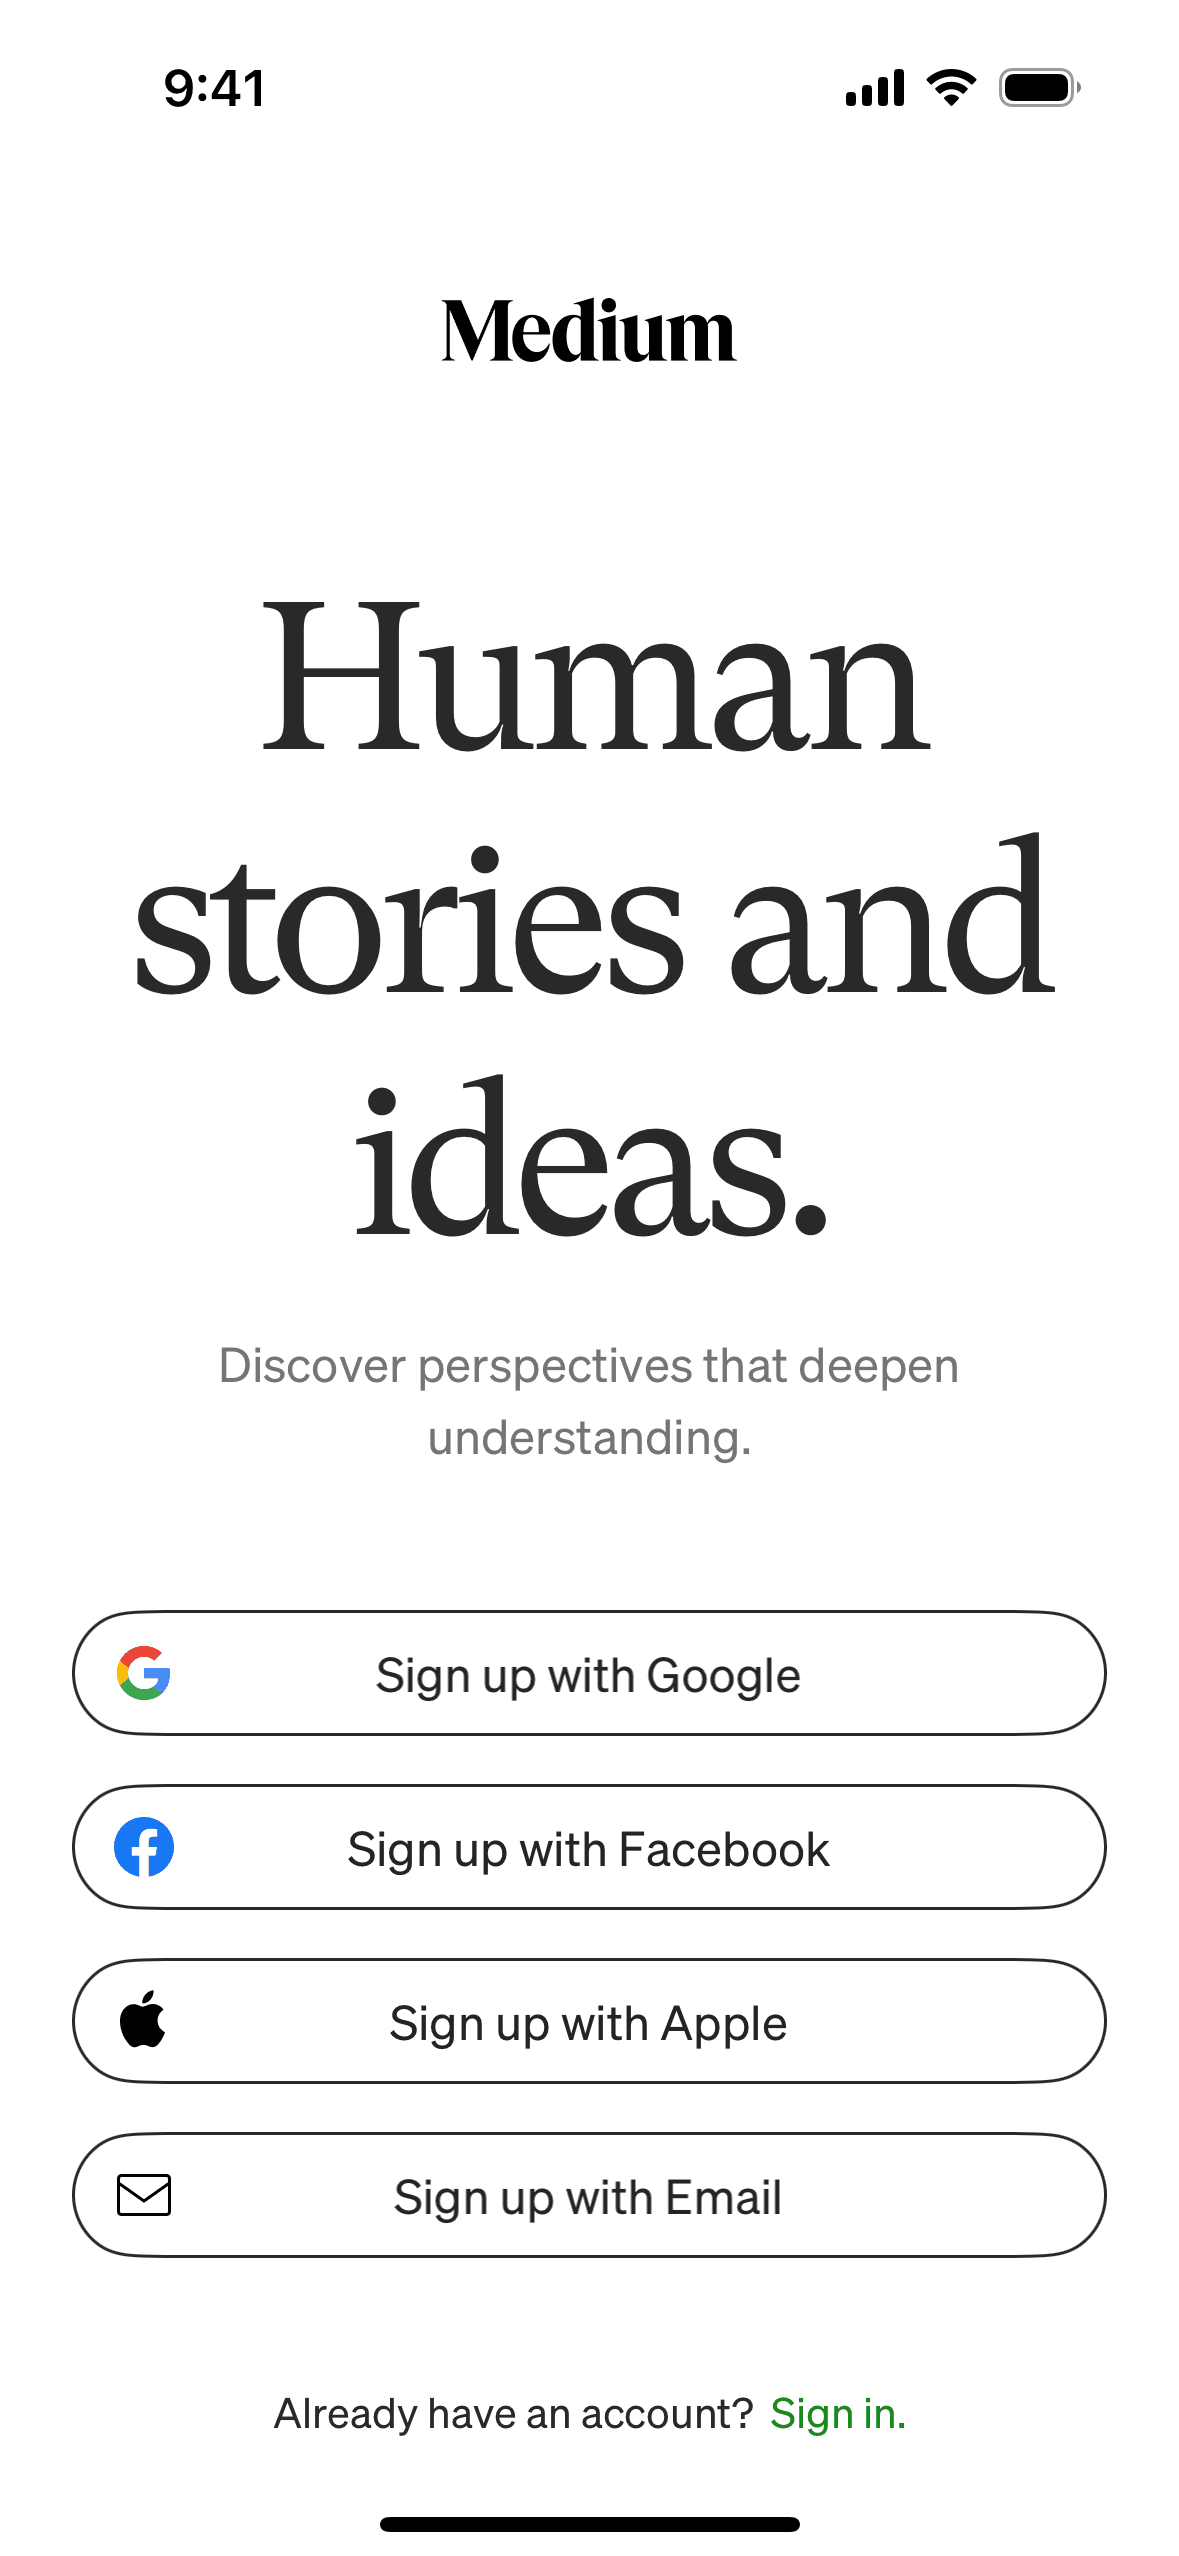 9:41
Medium
Human
stories and
ideas.
Discover perspectives that deepen
understanding.
Sign up with Google
Sign up with Facebook
Sign up with Apple
Sign up with Email
Already have an account? Sign in.